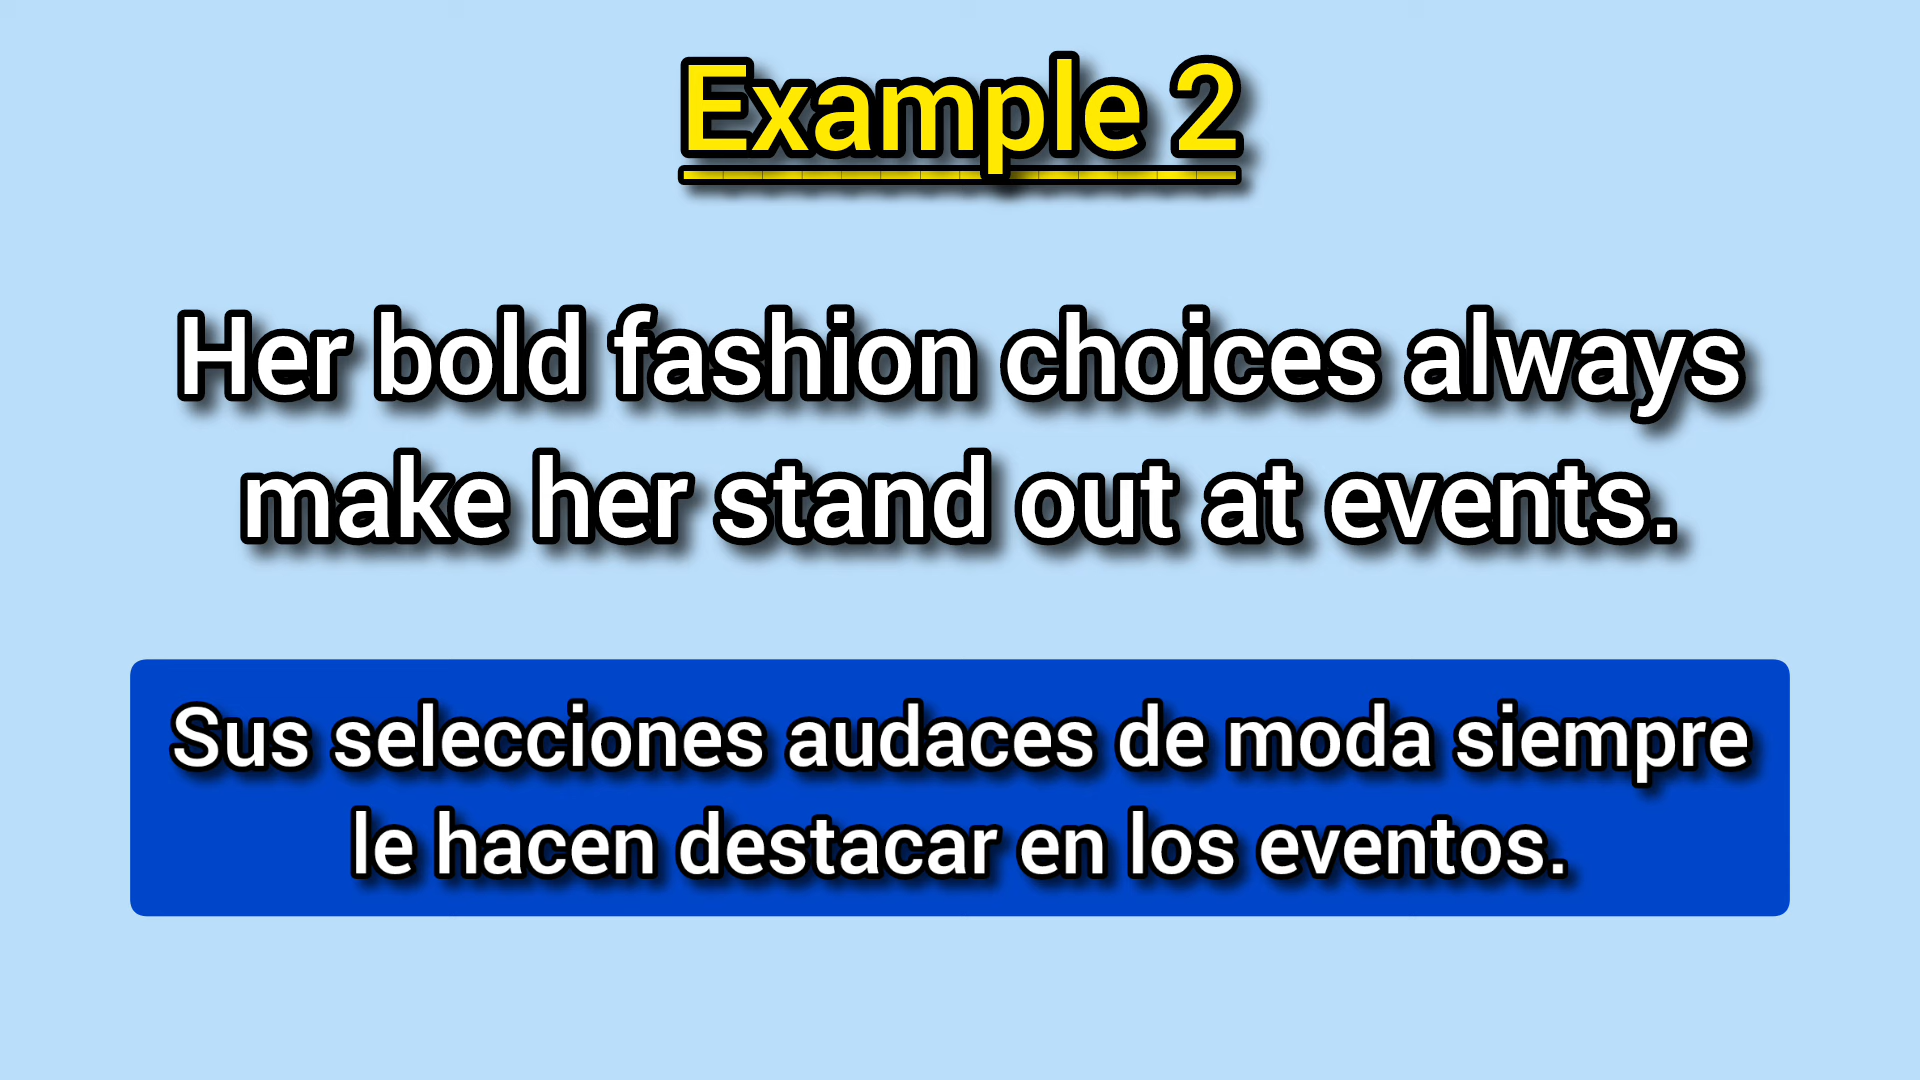 Example 2
Her bold fashion choices always
make her stand out at events.
Sus selecciones audaces de moda siempre
le hacen destacar en los eventos.